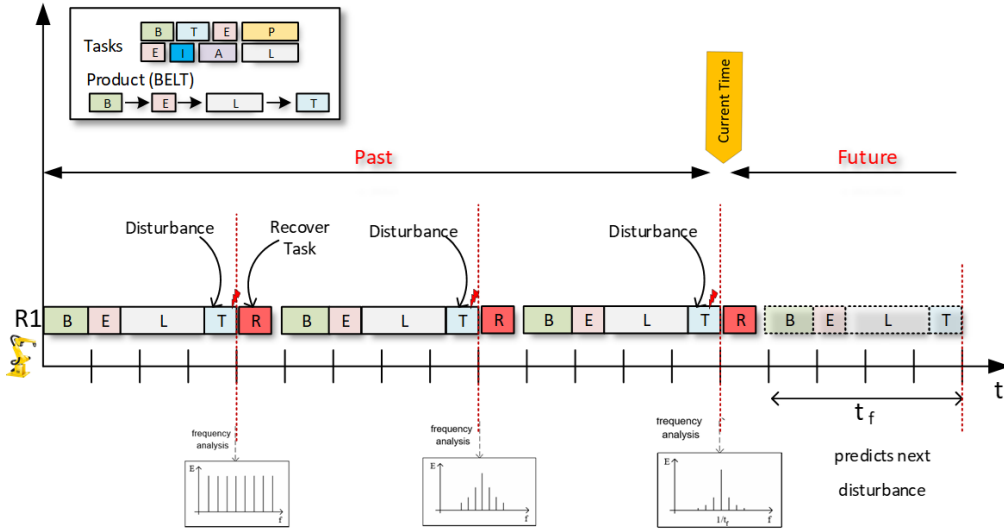 B T E P
Tasks
E I A L
Product (BELT)
B E L T
Current Time
Past
Future
Disturbance
Recover
Task
Disturbance
Disturbance
R1
B E L T R B E L T R B E L T R B E L T
t
t f
frequency
analysis
frequency
analysis
frequency
analysis
E
f
E
f
E
f
1/tf
predicts next
disturbance